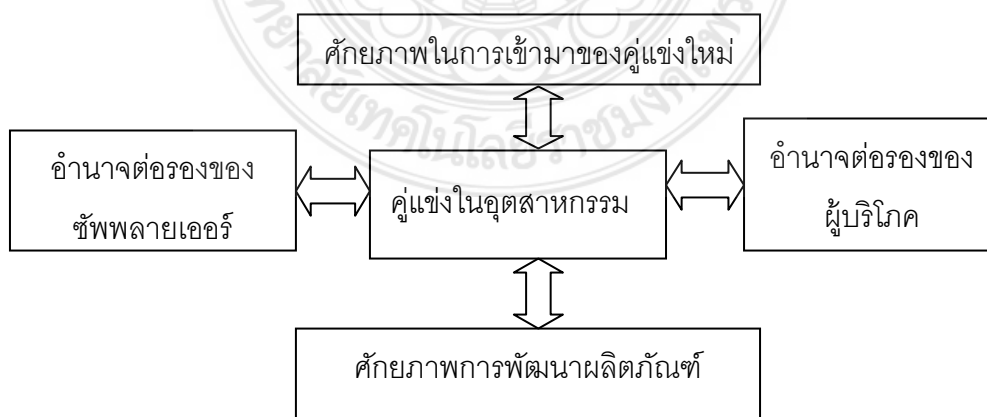 ศักยภาพในการเข้ามาของคู่แข่งใหม่
อำนาจต่อรองของ
ซัพพลายเออร์
คู่แข่งในอุตสาหกรรม
อำนาจต่อรองของ
ผู้บริโภค
ศักยภาพการพัฒนาผลิตภัณฑ์